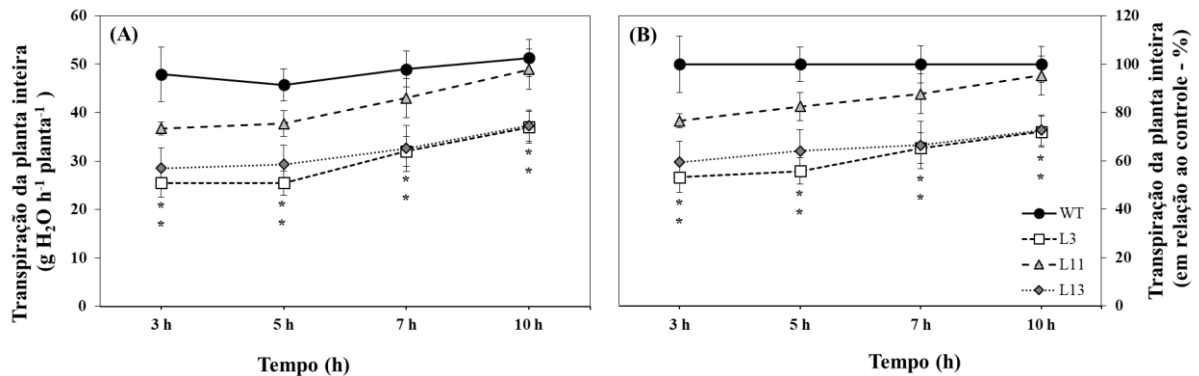 Transpiração da planta inteira
(g H₂O h⁻¹ planta⁻¹)
60
50
40
30
20
10
0
(A)
* * * *
* * * *
3 h 5 h 7 h 10 h
Tempo (h)
(B)
* * * *
* * * *
WT
L3
L11
L13
3 h 5 h 7 h 10 h
Tempo (h)
120
100
80
60
40
20
0
Transpiração da planta inteira
(em relação ao controle - %)